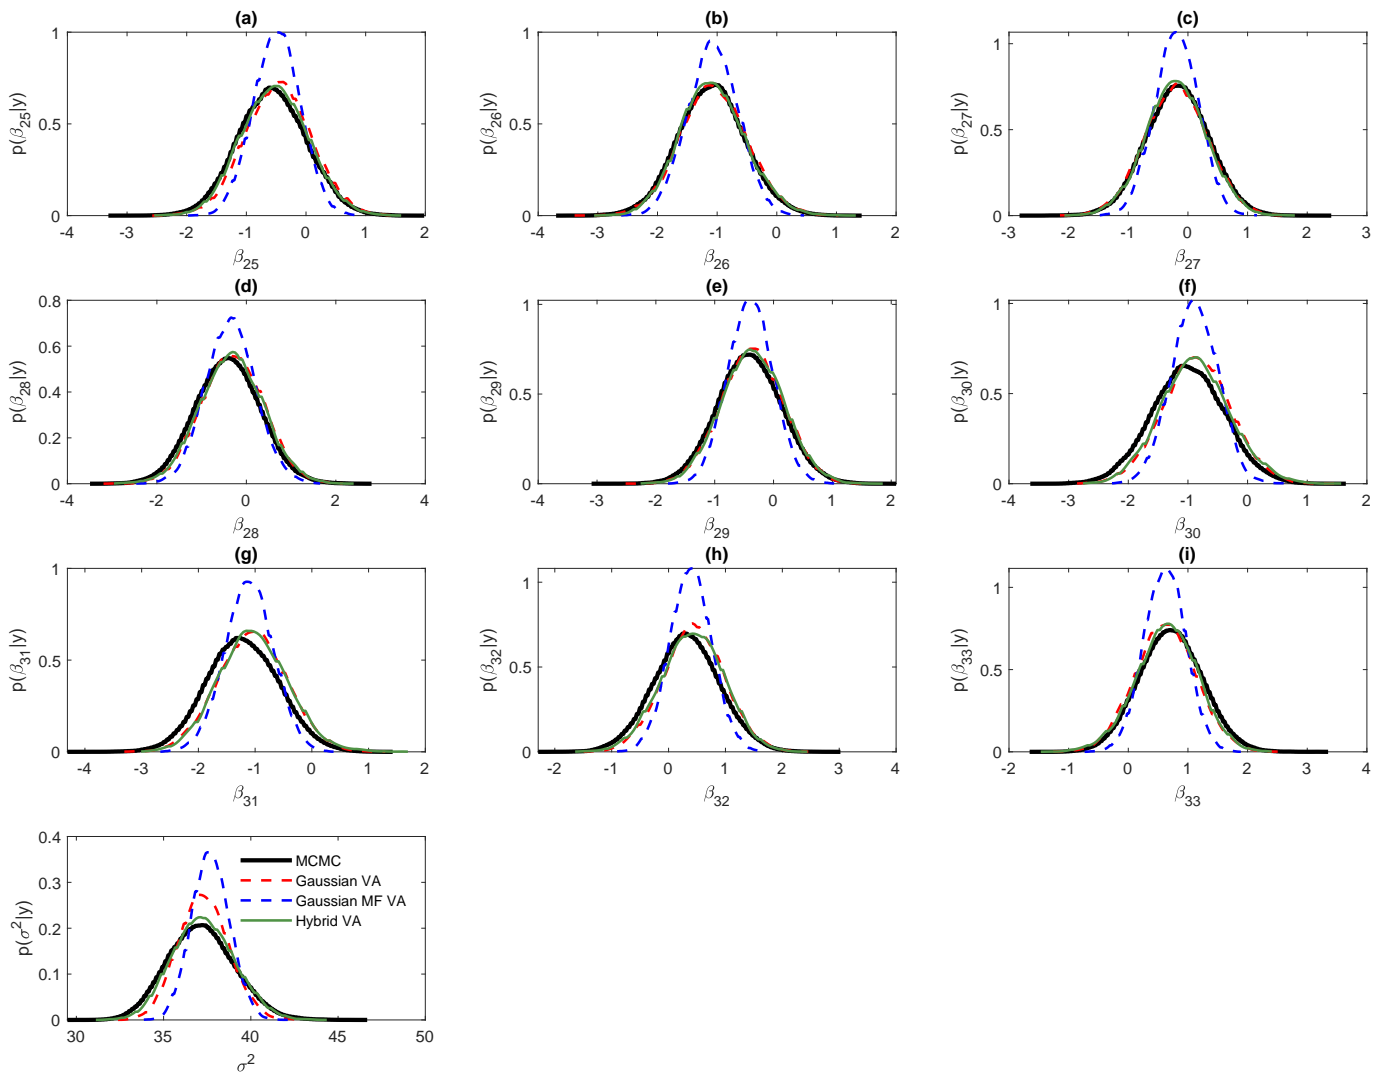 (a)
1
0.5
0
-4 -3 -2 -1 0 1 2
p(β25|y)
β25
(b)
1
0.5
0
-4 -3 -2 -1 0 1 2
p(β26|y)
β26
(c)
1
0.5
0
-3 -2 -1 0 1 2 3
p(β27|y)
β27
(d)
0.8
0.6
0.4
0.2
0
-4 -2 0 2 4
p(β28|y)
β28
(e)
1
0.5
0
-4 -3 -2 -1 0 1 2
p(β29|y)
β29
(f)
1
0.5
0
-4 -3 -2 -1 0 1 2
p(β30|y)
β30
(g)
1
0.5
0
-4 -3 -2 -1 0 1 2
p(β31|y)
β31
(h)
1
0.5
0
-2 -1 0 1 2 3 4
p(β32|y)
β32
(i)
1
0.5
0
-2 -1 0 1 2 3 4
p(β33|y)
β33
0.4
0.3
0.2
0.1
0
30 35 40 45 50
p(σ²|y)
σ²
MCMC
Gaussian VA
Gaussian MF VA
Hybrid VA